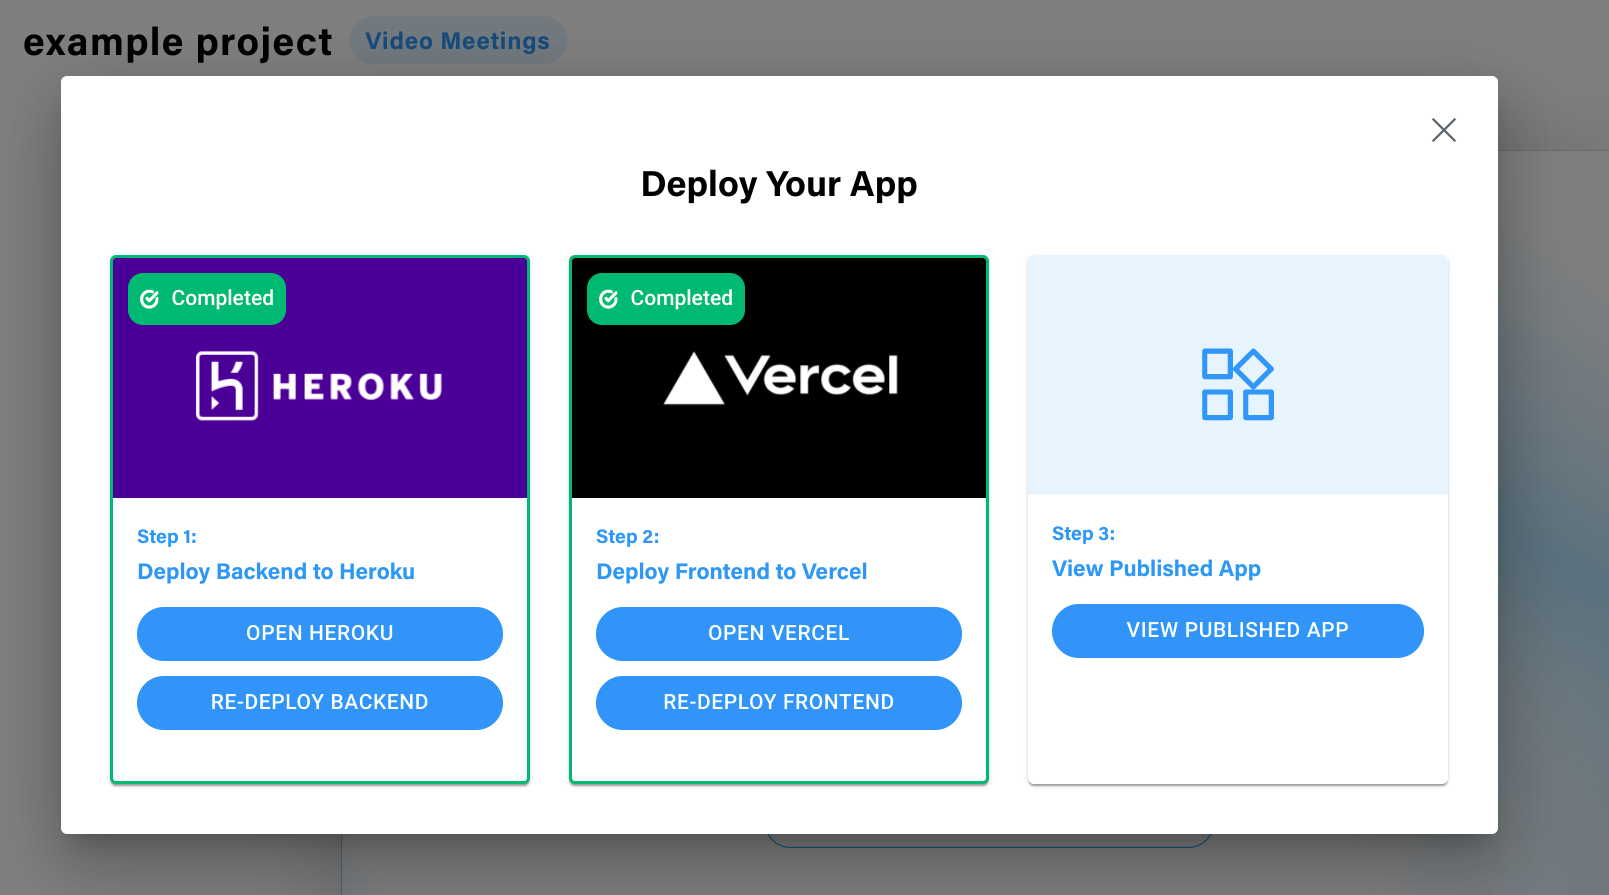 example project
Video Meetings
Deploy Your App
Completed
HEROKU
Step 1:
Deploy Backend to Heroku
OPEN HEROKU
RE-DEPLOY BACKEND
Completed
Vercel
Step 2:
Deploy Frontend to Vercel
OPEN VERCEL
RE-DEPLOY FRONTEND
Step 3:
View Published App
VIEW PUBLISHED APP